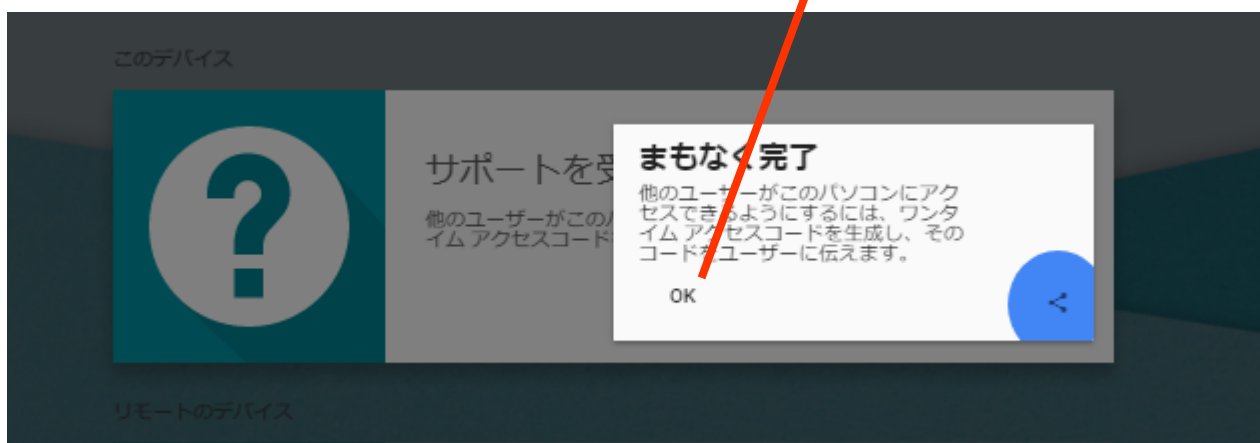 このデバイス
サポートを受
他のユーザーがこの
イム アクセスコード
まもなく完了
他のユーザーがこのパソコンにアク
セスできるようにするには、ワンタ
イム アクセスコードを生成し、その
コードをユーザーに伝えます。
OK
リモートのデバイス